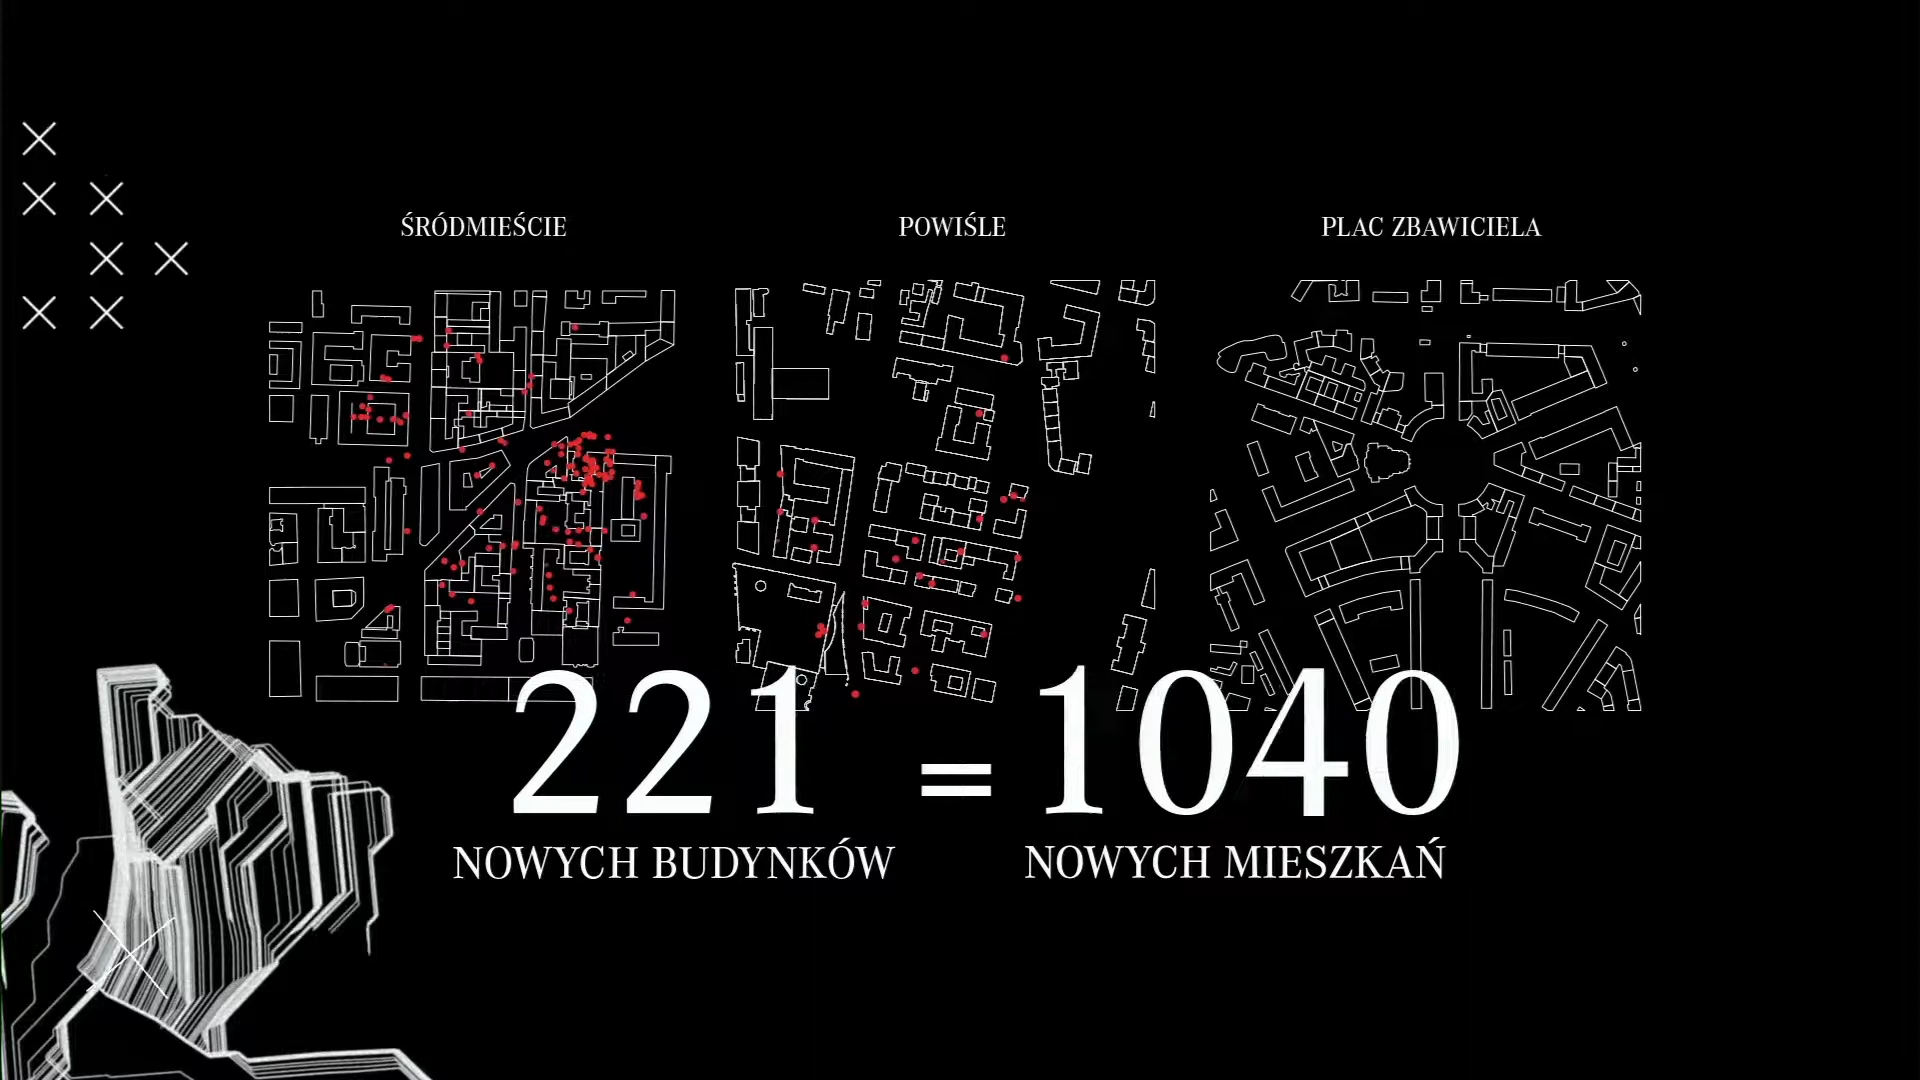 ŚRÓDMIEŚCIE
POWIŚLE
PLAC ZBAWICIELA
221 = 1040
NOWYCH BUDYNKÓW
NOWYCH MIESZKAŃ